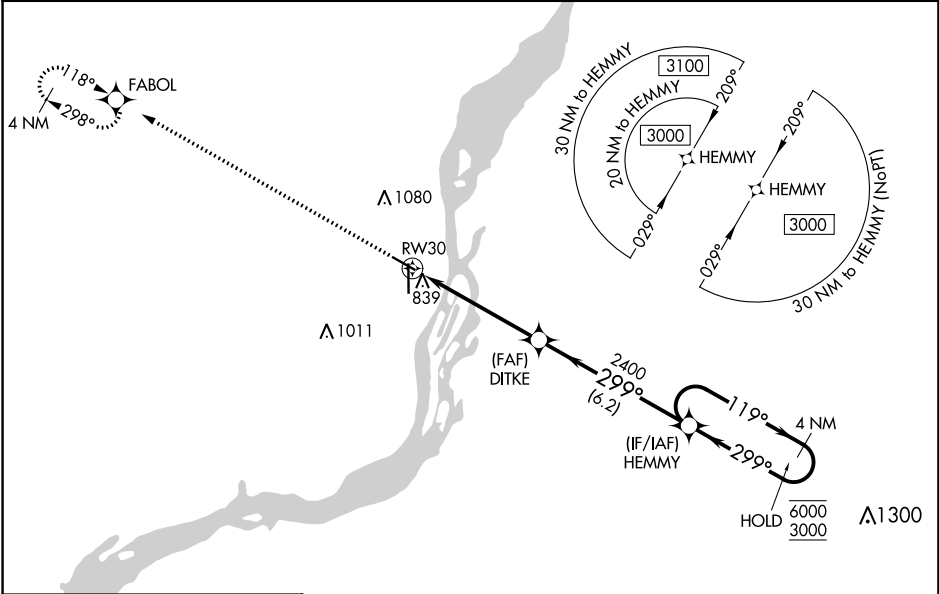 118°
FABOL
298°
4 NM
30 NM to HEMMY
3100
20 NM to HEMMY
3000
209°
HEMMY
029°
209°
HEMMY
3000
029°
30 NM to HEMMY (NoPT)
1080
RW30
839
1011
(FAF)
DITKE
2400
299°
(6.2)
(IF/IAF)
HEMMY
119°
4 NM
299°
HOLD
6000
3000
1300